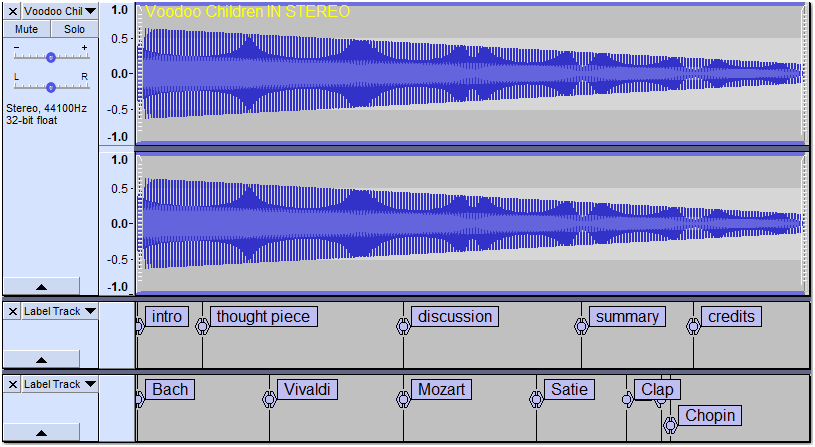 Voodoo Chil
Mute Solo
- +
L R
Stereo, 44100Hz
32-bit float
1.0
0.5
0.0
-0.5
-1.0
Voodoo Children IN STEREO
1.0
0.5
0.0
-0.5
-1.0
Label Track
intro thought piece discussion summary credits
Label Track
Bach Vivaldi Mozart Satie Clap
Chopin